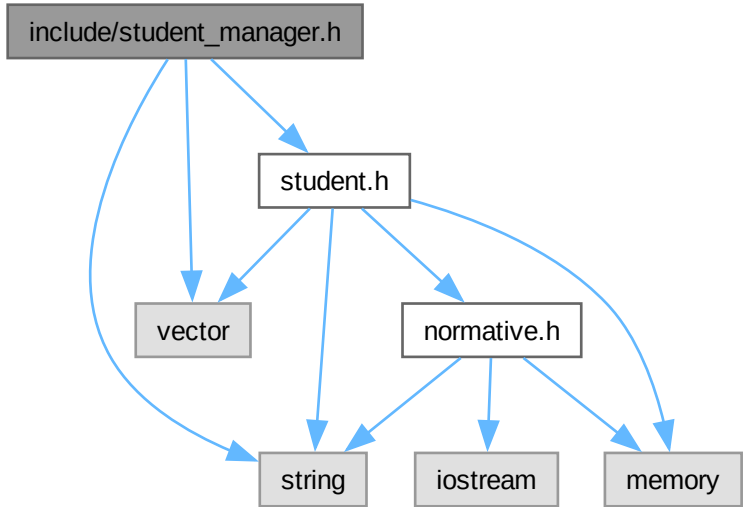 include/student_manager.h
student.h
vector
normative.h
string
iostream
memory